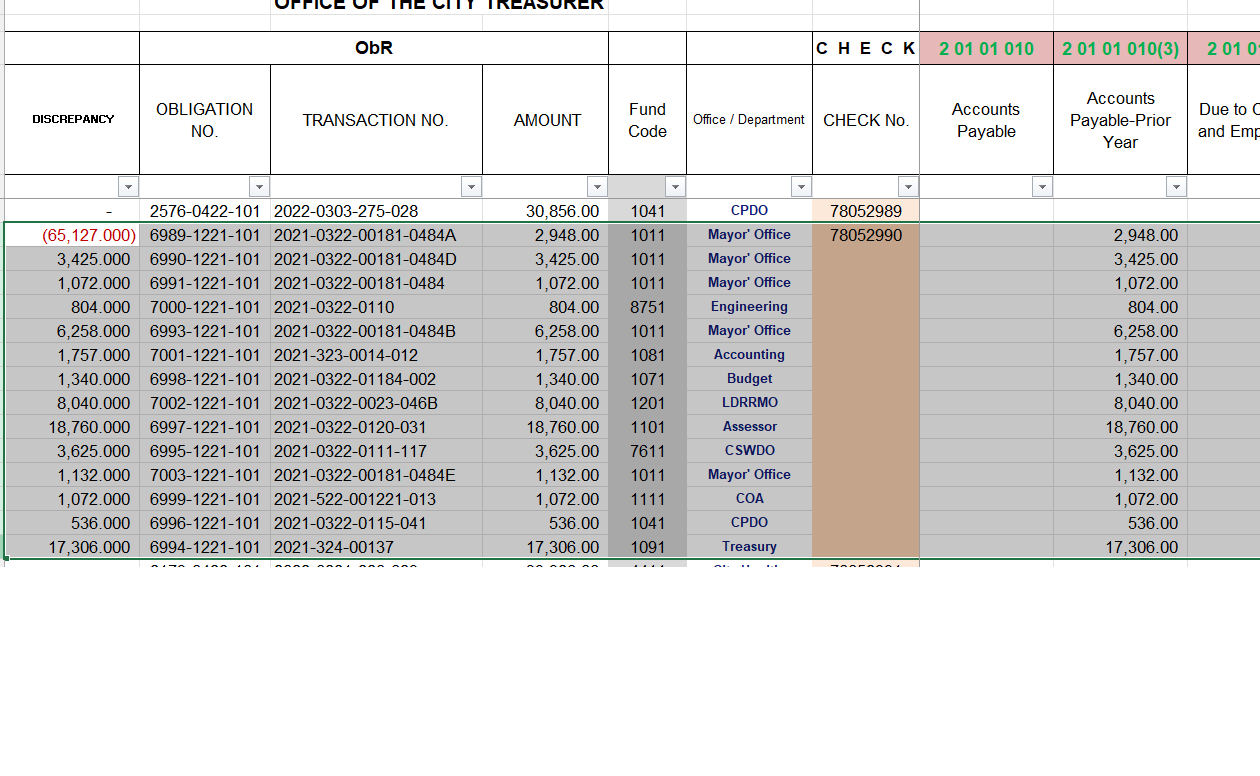 OFFICE OF THE CITY TREASURER
ObR C H E C K 2 01 01 010 2 01 01 010(3) 2 01 0
DISCREPANCY OBLIGATION NO. TRANSACTION NO. AMOUNT Fund Code Office / Department CHECK No. Accounts Payable Accounts Payable-Prior Year Due to and
- 2576-0422-101 2022-0303-275-028 30,856.00 1041 CPDO 78052989
(65,127.000) 6989-1221-101 2021-0322-00181-0484A 2,948.00 1011 Mayor' Office 78052990 2,948.00
3,425.000 6990-1221-101 2021-0322-00181-0484D 3,425.00 1011 Mayor' Office 3,425.00
1,072.000 6991-1221-101 2021-0322-00181-0484 1,072.00 1011 Mayor' Office 1,072.00
804.000 7000-1221-101 2021-0322-0110 804.00 8751 Engineering 804.00
6,258.000 6993-1221-101 2021-0322-00181-0484B 6,258.00 1011 Mayor' Office 6,258.00
1,757.000 7001-1221-101 2021-323-0014-012 1,757.00 1081 Accounting 1,757.00
1,340.000 6998-1221-101 2021-0322-01184-002 1,340.00 1071 Budget 1,340.00
8,040.000 7002-1221-101 2021-0322-0023-046B 8,040.00 1201 LDRRMO 8,040.00
18,760.000 6997-1221-101 2021-0322-0120-031 18,760.00 1101 Assessor 18,760.00
3,625.000 6995-1221-101 2021-0322-0111-117 3,625.00 7611 CSWDO 3,625.00
1,132.000 7003-1221-101 2021-0322-00181-0484E 1,132.00 1011 Mayor' Office 1,132.00
1,072.000 6999-1221-101 2021-522-001221-013 1,072.00 1111 COA 1,072.00
536.000 6996-1221-101 2021-0322-0115-041 536.00 1041 CPDO 536.00
17,306.000 6994-1221-101 2021-324-00137 17,306.00 1091 Treasury 17,306.00